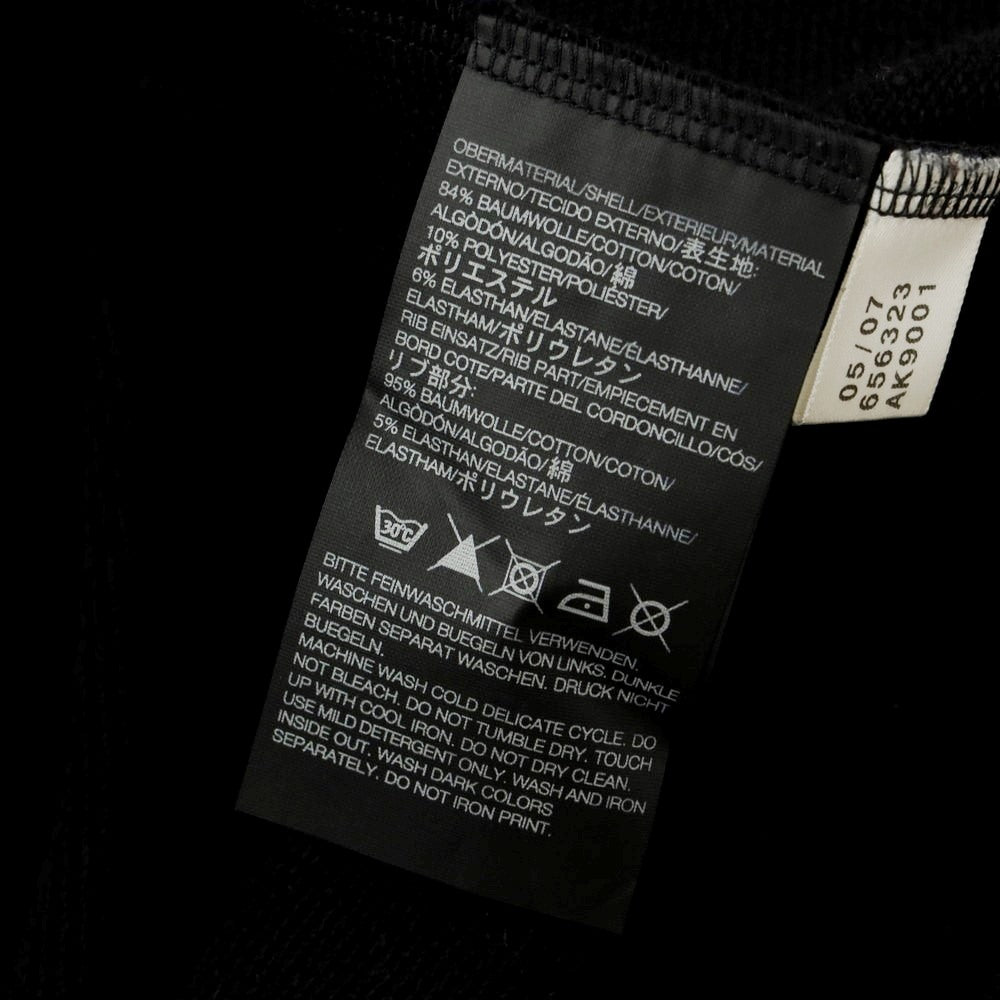 OBERMATERIAL/SHELL/EXTERIEUR/MATERIAL
EXTERNO/TECIDO EXTERNO/表生地:
84% BAUMWOLLE/COTTON/COTON/
ALGÒDÓN/ALGODÃO/綿
10% POLYESTER/POLIÉSTER/
ポリエステル
6% ELASTHAN/ELASTANE/ÉLASTHANNE/
ELASTHAM/ポリウレタン
RIB EINSATZ/RIB PART/EMPIECEMENT EN
BORD COTE/PARTE DEL CORDONCILLO/CÓS/
リブ部分:
95% BAUMWOLLE/COTTON/COTON/
ALGÒDÓN/ALGODÃO/綿
5% ELASTHAN/ELASTANE/ÉLASTHANNE/
ELASTHAM/ポリウレタン
30°C
BITTE FEINWASCHMITTEL VERWENDEN.
WASCHEN UND BUEGELN VON LINKS. DUNKLE
FARBEN SEPARAT WASCHEN. DRUCK NICHT
BUEGELN.
MACHINE WASH COLD DELICATE CYCLE. DO
NOT BLEACH. DO NOT TUMBLE DRY. TOUCH
UP WITH COOL IRON. DO NOT DRY CLEAN.
USE MILD DETERGENT ONLY. WASH AND IRON
INSIDE OUT. WASH DARK COLORS
SEPARATELY. DO NOT IRON PRINT.
05/07
656323
AK9001